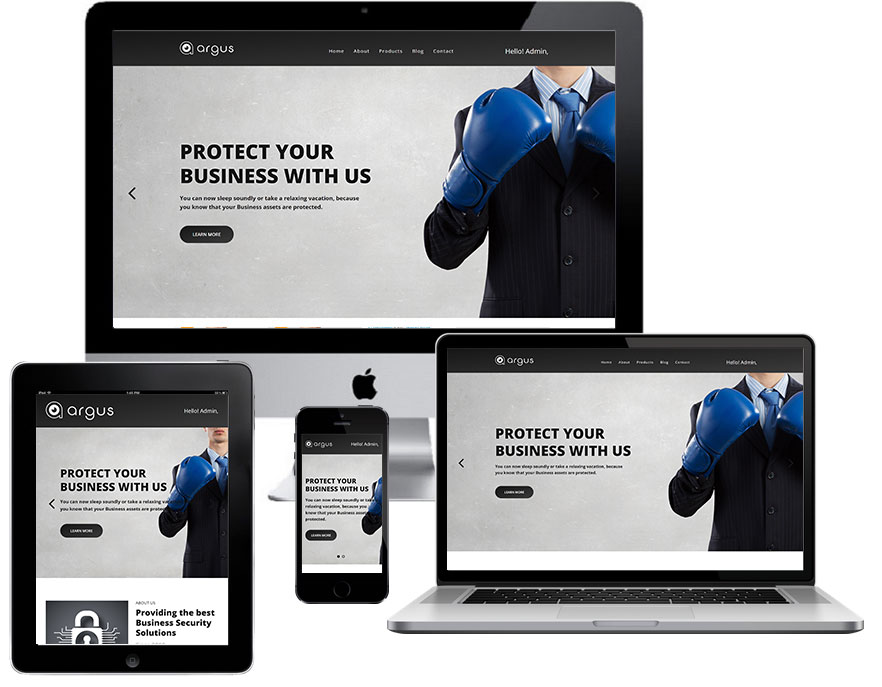 argus
Home About Products Blog Contact
Hello! Admin,
PROTECT YOUR
BUSINESS WITH US
You can now sleep soundly or take a relaxing vacation, because
you know that your Business assets are protected.
LEARN MORE
argus
Home About Products Blog Contact
Hello! Admin,
PROTECT YOUR
BUSINESS WITH US
You can now sleep soundly or take a relaxing vacation, because
you know that your Business assets are protected.
LEARN MORE
iPad
1:45 PM
argus
Hello! Admin,
PROTECT YOUR
BUSINESS WITH US
You can now sleep soundly or take a relaxing
you know that your Business assets are
LEARN MORE
ABOUT US
Providing the best
Business Security
Solutions
argus
Hello! Admin,
PROTECT YOUR
BUSINESS WITH US
You can now sleep soundly or take a
relaxing vacation, because you
know that your Business assets are
protected.
LEARN MORE